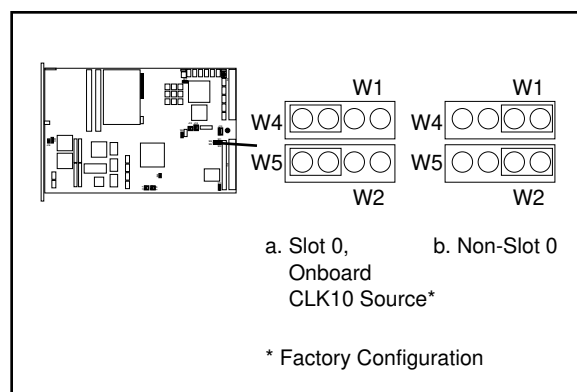 W1 W1
W4 W4
W5 W5
W2 W2
a. Slot 0, b. Non-Slot 0
Onboard
CLK10 Source*
* Factory Configuration